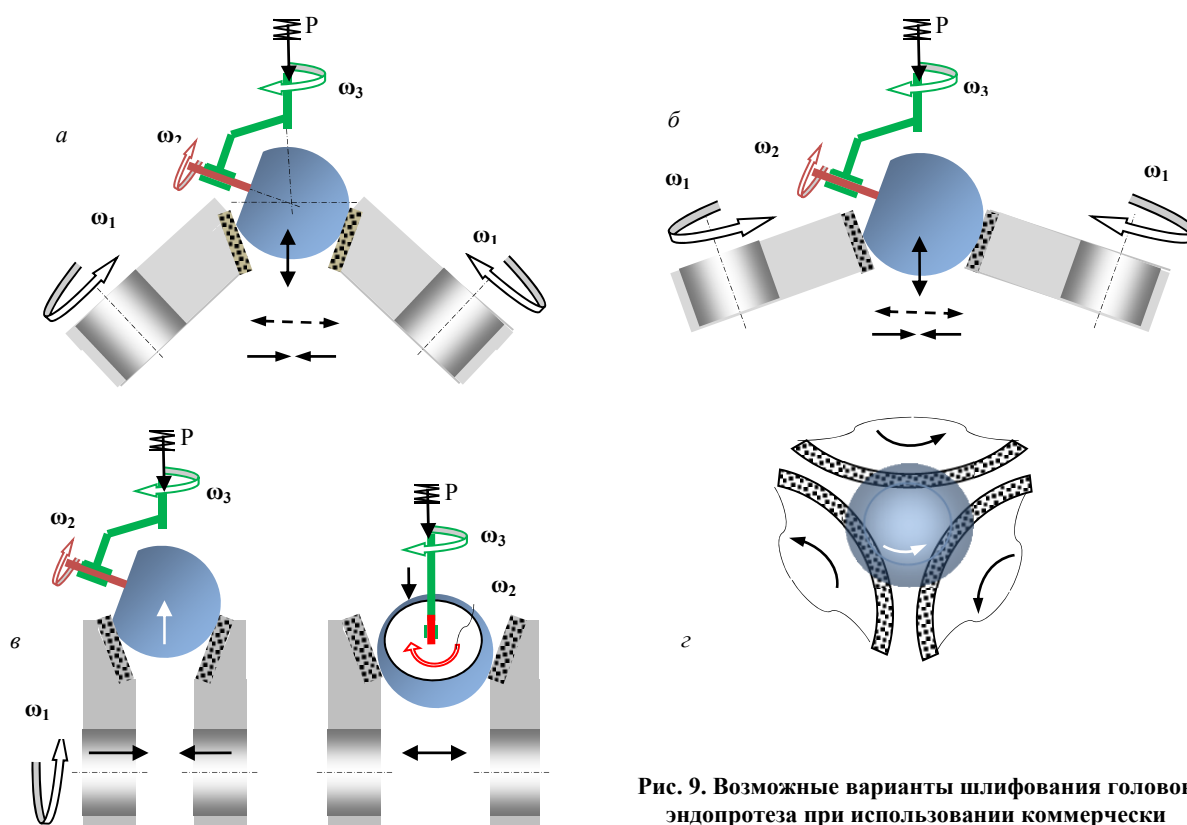 P
ω₃
а
ω₂
ω₁
ω₁
P
ω₃
б
ω₂
ω₁
ω₁
P
ω₃
ω₂
в
ω₁
P
ω₃
ω₂
г
Рис. 9. Возможные варианты шлифования головок
эндопротеза при использовании коммерчески